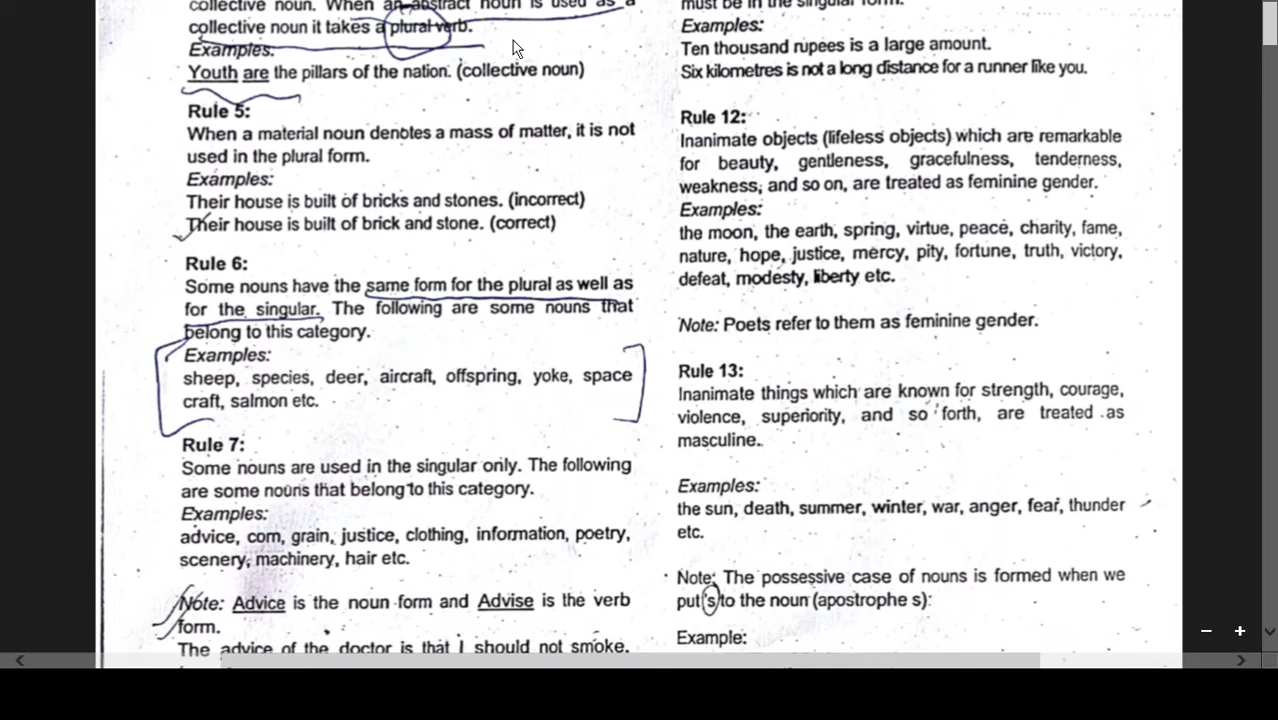 collective noun. When an abstract noun is used as a
collective noun it takes a plural verb.
Examples:
Youth are the pillars of the nation. (collective noun)
Rule 5:
When a material noun denotes a mass of matter, it is not
used in the plural form.
Examples:
Their house is built of bricks and stones. (incorrect)
Their house is built of brick and stone. (correct)
Rule 6:
Some nouns have the same form for the plural as well as
for the singular. The following are some nouns that
belong to this category.
Examples:
sheep, species, deer, aircraft, offspring, yoke, space
craft, salmon etc.
Rule 7:
Some nouns are used in the singular only. The following
are some nouns that belong to this category.
Examples:
advice, corn, grain, justice, clothing, information, poetry,
scenery, machinery, hair etc.
Note: Advice is the noun form and Advise is the verb
form.
The advice of the doctor is that I should not smoke.
must be in the singular form.
Examples:
Ten thousand rupees is a large amount.
Six kilometres is not a long distance for a runner like you.
Rule 12:
Inanimate objects (lifeless objects) which are remarkable
for beauty, gentleness, gracefulness, tenderness,
weakness, and so on, are treated as feminine gender.
Examples:
the moon, the earth, spring, virtue, peace, charity, fame,
nature, hope, justice, mercy, pity, fortune, truth, victory,
defeat, modesty, liberty etc.
Note: Poets refer to them as feminine gender.
Rule 13:
Inanimate things which are known for strength, courage,
violence, superiority, and so forth, are treated as
masculine.
Examples:
the sun, death, summer, winter, war, anger, fear, thunder
etc.
Note: The possessive case of nouns is formed when we
put 's to the noun (apostrophe s):
Example: